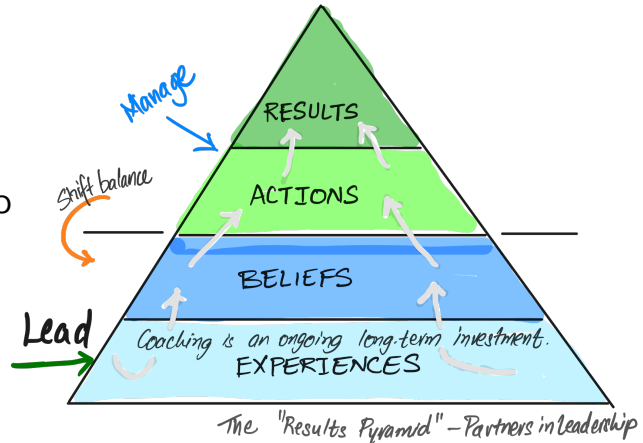 Manage
RESULTS
Shift balance
ACTIONS
BELIEFS
Lead
Coaching is an ongoing long-term investment.
EXPERIENCES
The "Results Pyramid" – Partners in leadership